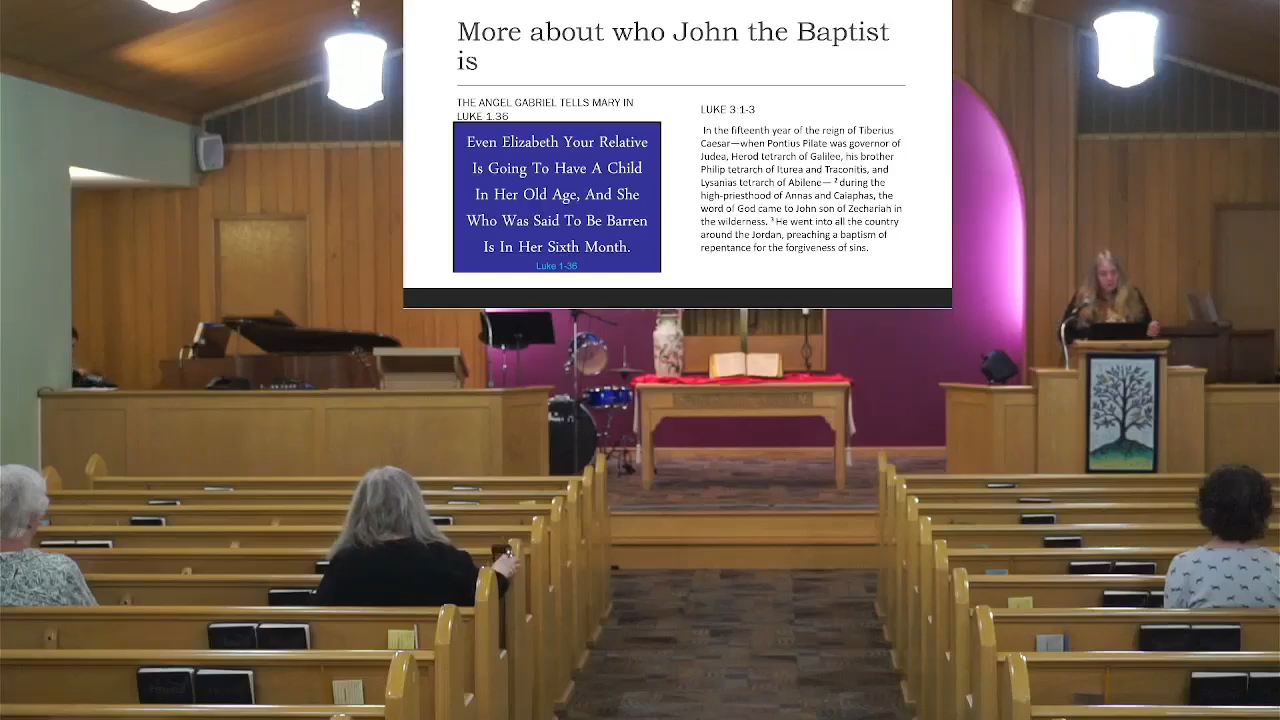 More about who John the Baptist
is
THE ANGEL GABRIEL TELLS MARY IN
LUKE 1.36
Even Elizabeth Your Relative
Is Going To Have A Child
In Her Old Age, And She
Who Was Said To Be Barren
Is In Her Sixth Month.
Luke 1-36
LUKE 3 1-3
In the fifteenth year of the reign of Tiberius
Caesar—when Pontius Pilate was governor of
Judea, Herod tetrarch of Galilee, his brother
Philip tetrarch of Iturea and Traconitis, and
Lysanias tetrarch of Abilene— ² during the
high-priesthood of Annas and Caiaphas, the
word of God came to John son of Zechariah in
the wilderness. ³ He went into all the country
around the Jordan, preaching a baptism of
repentance for the forgiveness of sins.